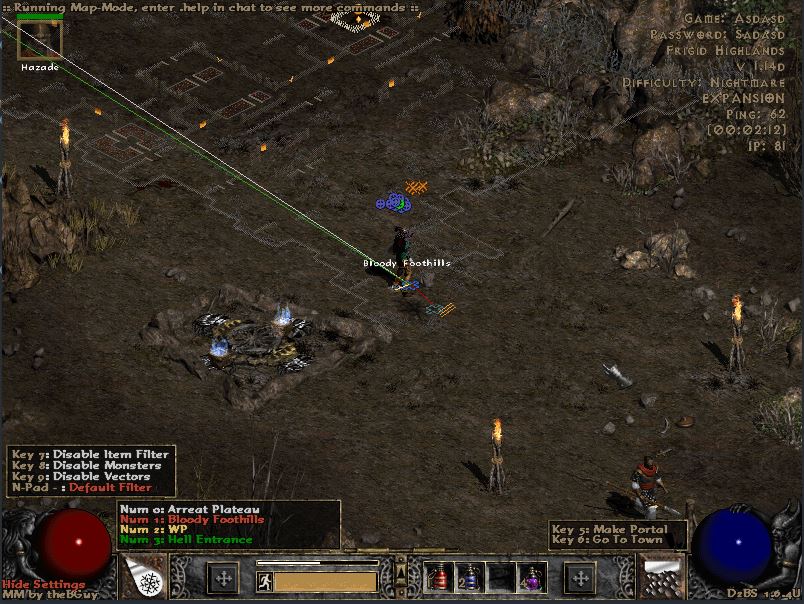 :: Running Map-Mode, enter .help in chat to see more commands ::
Hazade
Game: Asdasd
Password: Sadasd
Frigid Highlands
V 1.14d
Difficulty: Nightmare
EXPANSION
Ping: 62
(00:02:12)
IP: 81
Bloody Foothills
Key 7: Disable Item Filter
Key 8: Disable Monsters
Key 9: Disable Vectors
N-Pad - : Default Filter
Num 0: Arreat Plateau
Num 1: Bloody Foothills
Num 2: WP
Num 3: Hell Entrance
Key 5: Make Portal
Key 6: Go To Town
Hide Settings
MM by theBGuy
D2BS 1.6.4U